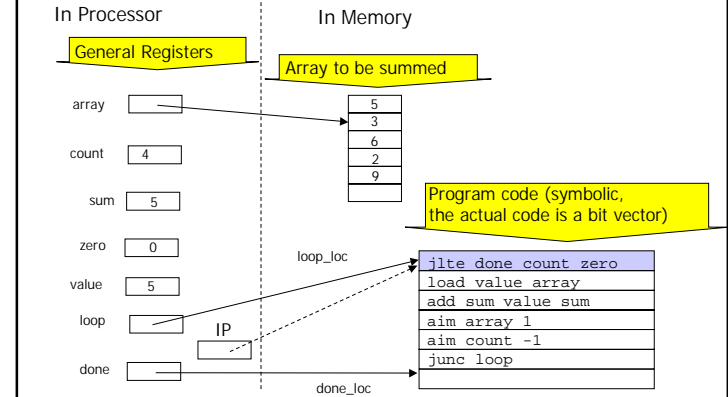 In Processor
In Memory
General Registers
Array to be summed
array
5
3
count
4
6
2
9
sum
5
Program code (symbolic,
the actual code is a bit vector)
zero
0
loop_loc
jlte done count zero
value
5
load value array
add sum value sum
loop
IP
aim array 1
aim count -1
junc loop
done
done_loc